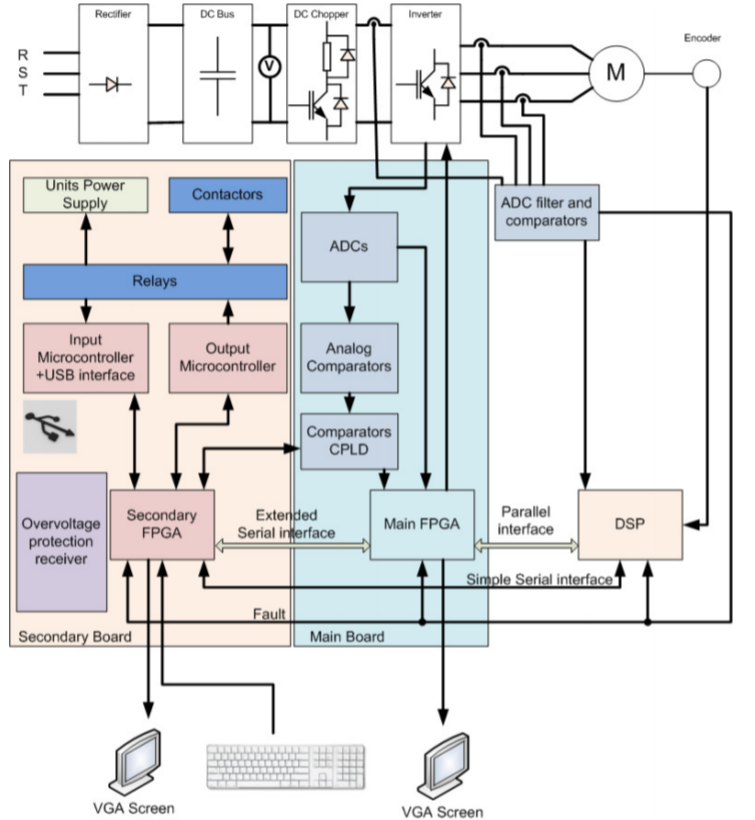 Rectifier
DC Bus
DC Chopper
Inverter
Encoder
R
S
T
V
M
Units Power
Supply
Contactors
ADC filter and
comparators
ADCs
Relays
Input
Microcontroller
+USB interface
Output
Microcontroller
Analog
Comparators
Comparators
CPLD
Overvoltage
protection
receiver
Secondary
FPGA
Extended
Serial interface
Main FPGA
Parallel
interface
DSP
Simple Serial interface
Fault
Secondary Board
Main Board
VGA Screen
VGA Screen